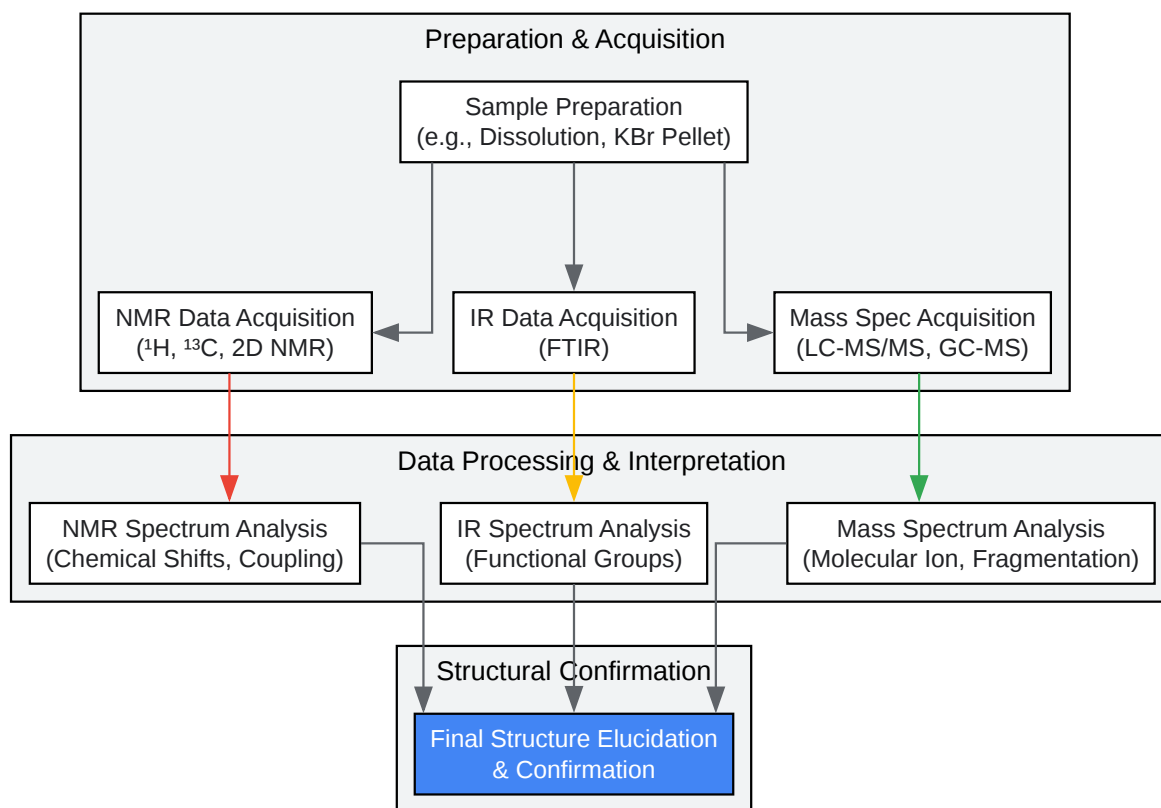 Preparation & Acquisition
Sample Preparation
(e.g., Dissolution, KBr Pellet)
NMR Data Acquisition
(¹H, ¹³C, 2D NMR)
IR Data Acquisition
(FTIR)
Mass Spec Acquisition
(LC-MS/MS, GC-MS)
Data Processing & Interpretation
NMR Spectrum Analysis
(Chemical Shifts, Coupling)
IR Spectrum Analysis
(Functional Groups)
Mass Spectrum Analysis
(Molecular Ion, Fragmentation)
Structural Confirmation
Final Structure Elucidation
& Confirmation